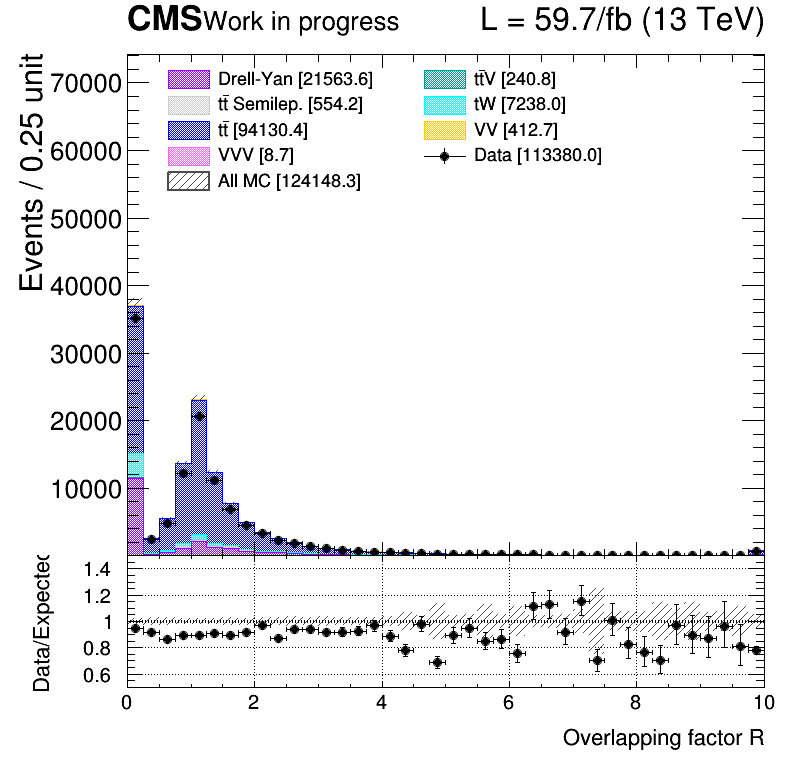 CMS Work in progress L = 59.7/fb (13 TeV)
Events / 0.25 unit
70000
60000
50000
40000
30000
20000
10000
Drell-Yan [21563.6]
tt̄ Semilep. [554.2]
tt̄ [94130.4]
VVV [8.7]
All MC [124148.3]
tt̄V [240.8]
tW [7238.0]
VV [412.7]
Data [113380.0]
Data/Expected
1.4
1.2
1
0.8
0.6
0 2 4 6 8 10
Overlapping factor R